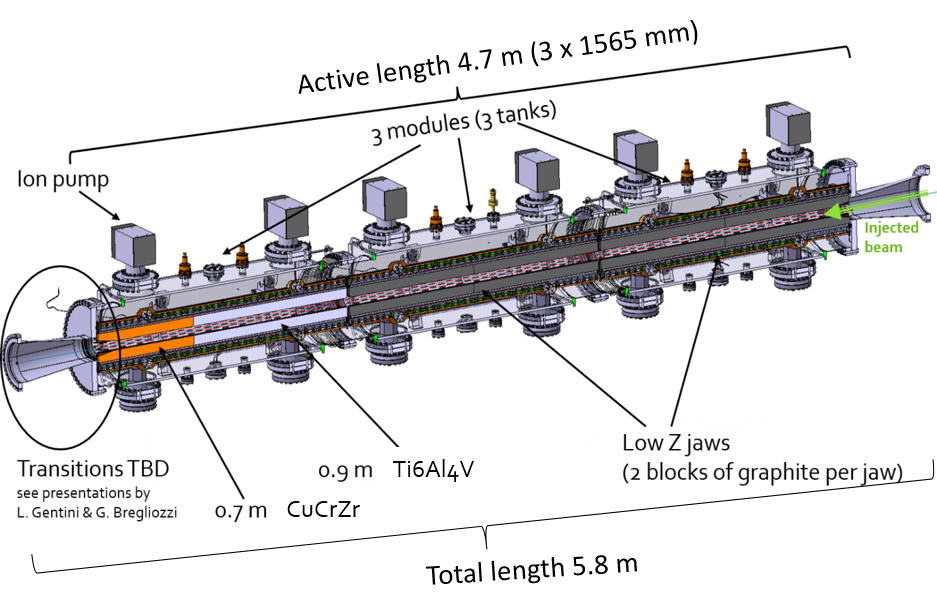 Active length 4.7 m (3 x 1565 mm)
3 modules (3 tanks)
Ion pump
Injected
beam
Low Z jaws
(2 blocks of graphite per jaw)
Transitions TBD
see presentations by
L. Gentini & G. Bregliozzi
0.9 m Ti6Al4V
0.7 m CuCrZr
Total length 5.8 m